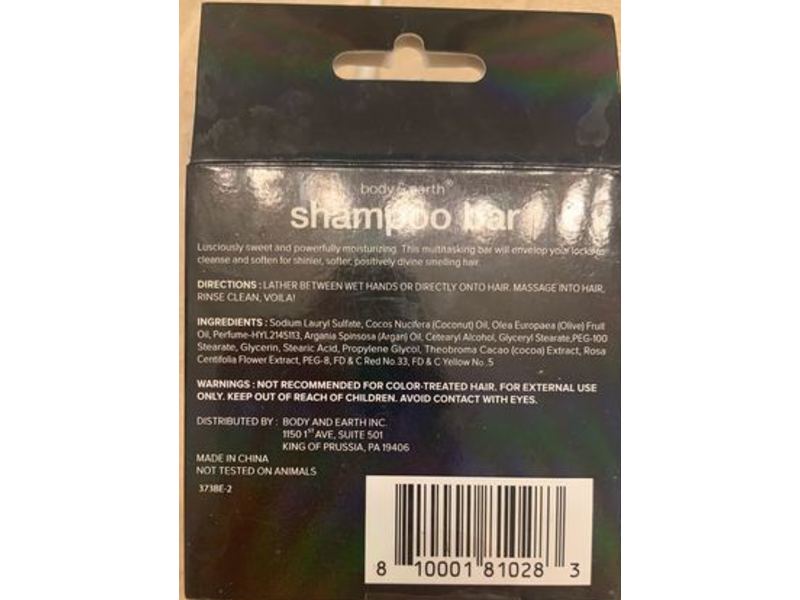 body & earth®
shampoo bar
Lusciously sweet and powerfully moisturizing. This multitasking bar will envelop your locks to
cleanse and soften for shinier, softer, positively divine smelling hair.
DIRECTIONS : LATHER BETWEEN WET HANDS OR DIRECTLY ONTO HAIR. MASSAGE INTO HAIR,
RINSE CLEAN, VOILA!
INGREDIENTS : Sodium Lauryl Sulfate, Cocos Nucifera (Coconut) Oil, Olea Europaea (Olive) Fruit
Oil, Perfume-HYL2145113, Argania Spinsosa (Argan) Oil, Cetearyl Alcohol, Glyceryl Stearate,PEG-100
Stearate, Glycerin, Stearic Acid, Propylene Glycol, Theobroma Cacao (cocoa) Extract, Rosa
Centifolia Flower Extract, PEG-8, FD & C Red No.33, FD & C Yellow No .5
WARNINGS : NOT RECOMMENDED FOR COLOR-TREATED HAIR. FOR EXTERNAL USE
ONLY. KEEP OUT OF REACH OF CHILDREN. AVOID CONTACT WITH EYES.
DISTRIBUTED BY : BODY AND EARTH INC.
1150 1ST AVE, SUITE 501
KING OF PRUSSIA, PA 19406
MADE IN CHINA
NOT TESTED ON ANIMALS
3738E-2
8 10001 81028 3